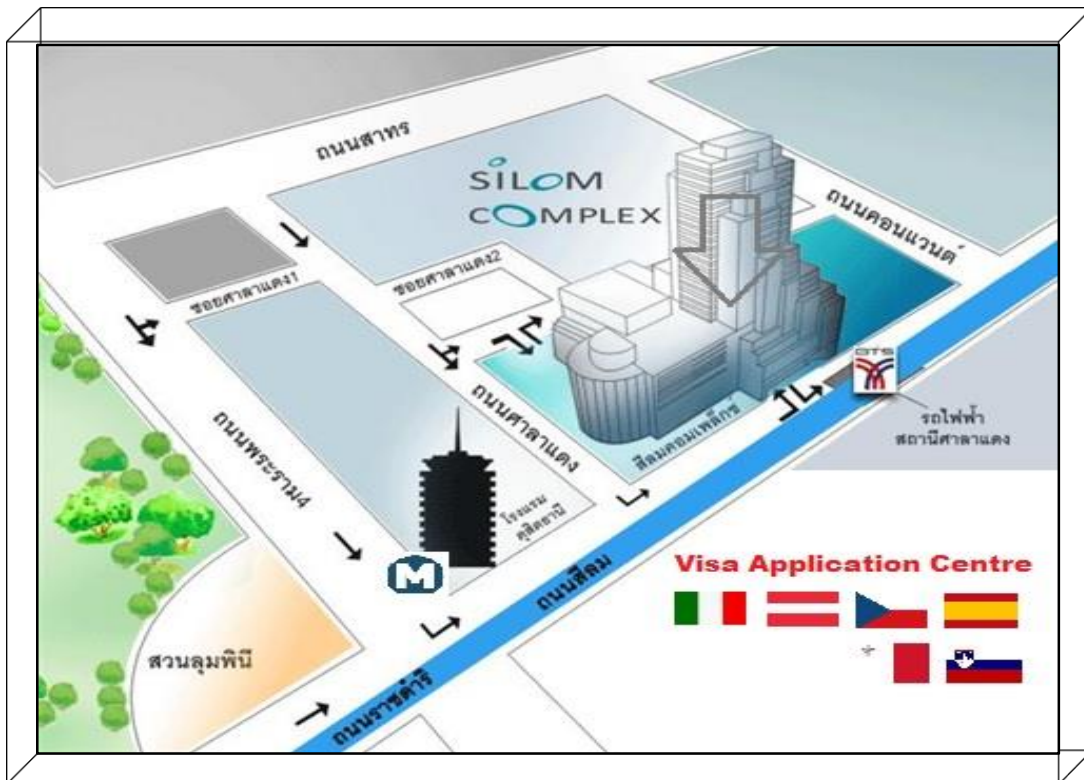 ถนนสาทร
SILOM
COMPLEX
ถนนคอนแวนต์
ซอยศาลาแดง1
ซอยศาลาแดง2
BTS
รถไฟฟ้า
สถานีศาลาแดง
ถนนศาลาแดง
สีลมคอมเพล็กซ์
ถนนพระราม4
โรงแรม
ดุสิตธานี
M
ถนนสีลม
Visa Application Centre
สวนลุมพินี
ถนนราชดำริ